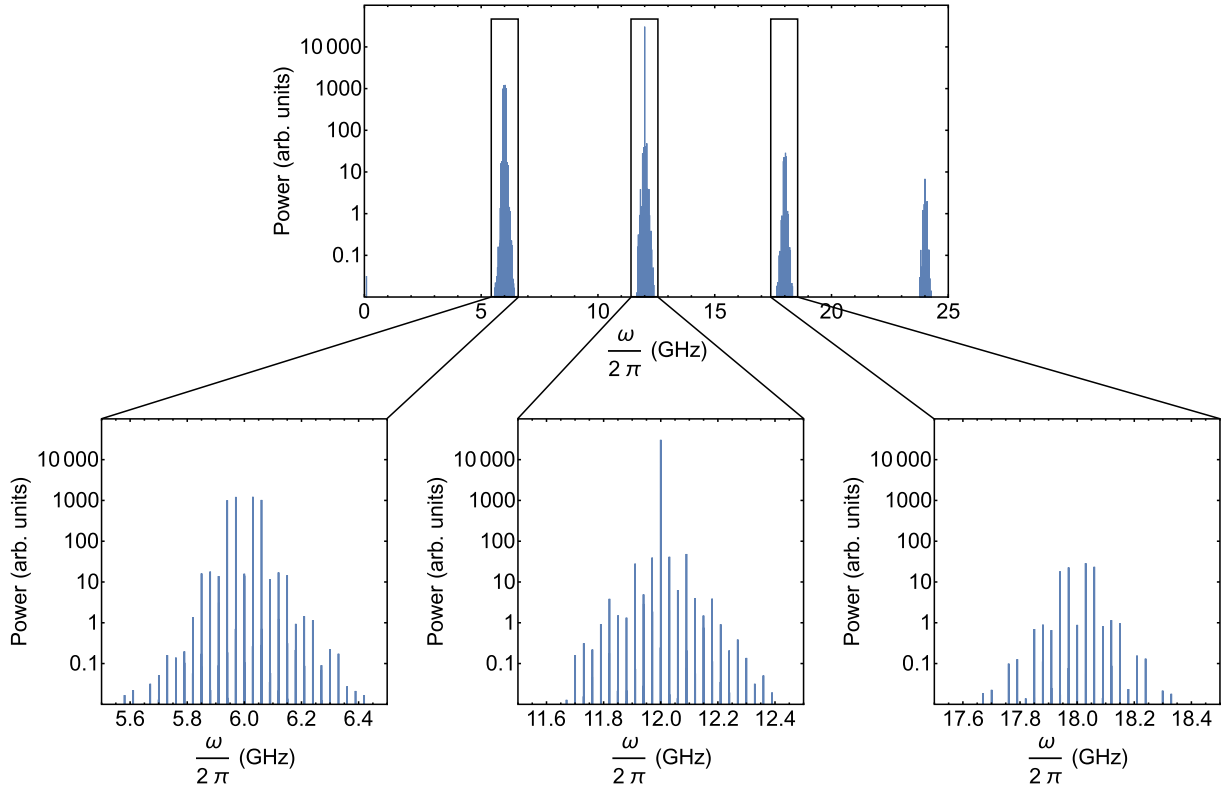 Power (arb. units)
10 000
1000
100
10
1
0.1
0 5 10 15 20 25
ω
2 π
(GHz)
Power (arb. units)
10 000
1000
100
10
1
0.1
5.6 5.8 6.0 6.2 6.4
ω
2 π
(GHz)
Power (arb. units)
10 000
1000
100
10
1
0.1
11.6 11.8 12.0 12.2 12.4
ω
2 π
(GHz)
Power (arb. units)
10 000
1000
100
10
1
0.1
17.6 17.8 18.0 18.2 18.4
ω
2 π
(GHz)